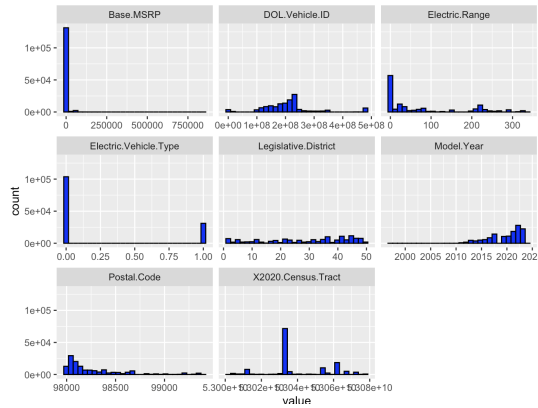 Base.MSRP DOL.Vehicle.ID Electric.Range
1e+05
5e+04
0e+00
0 250000 500000 750000 0e+00 1e+08 2e+08 3e+08 4e+08 5e+08 0 100 200 300
Electric.Vehicle.Type Legislative.District Model.Year
1e+05
5e+04
0e+00
0.00 0.25 0.50 0.75 1.00 0 10 20 30 40 50 2000 2005 2010 2015 2020 202
count
Postal.Code X2020.Census.Tract
1e+05
5e+04
0e+00
98000 98500 99000
value